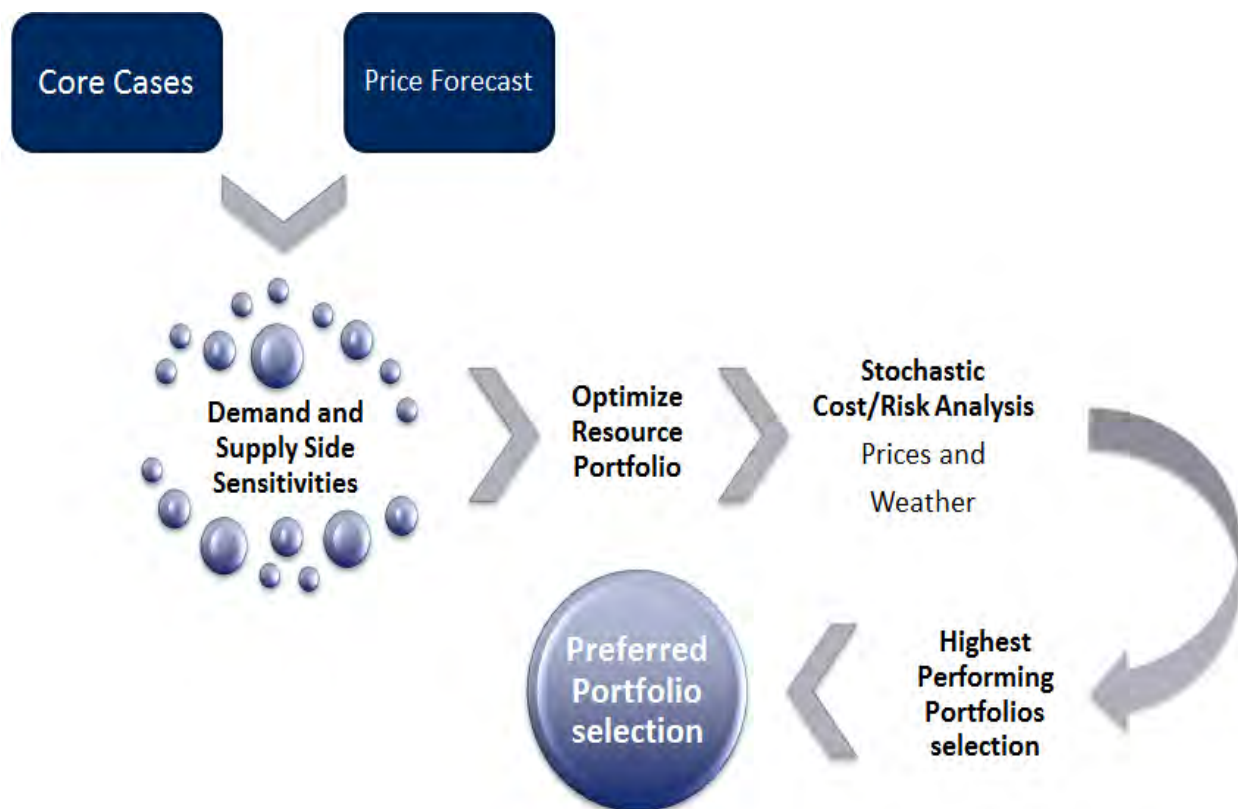 Core Cases
Price Forecast
Demand and
Supply Side
Sensitivities
Optimize
Resource
Portfolio
Stochastic
Cost/Risk Analysis
Prices and
Weather
Highest
Performing
Portfolios
selection
Preferred
Portfolio
selection